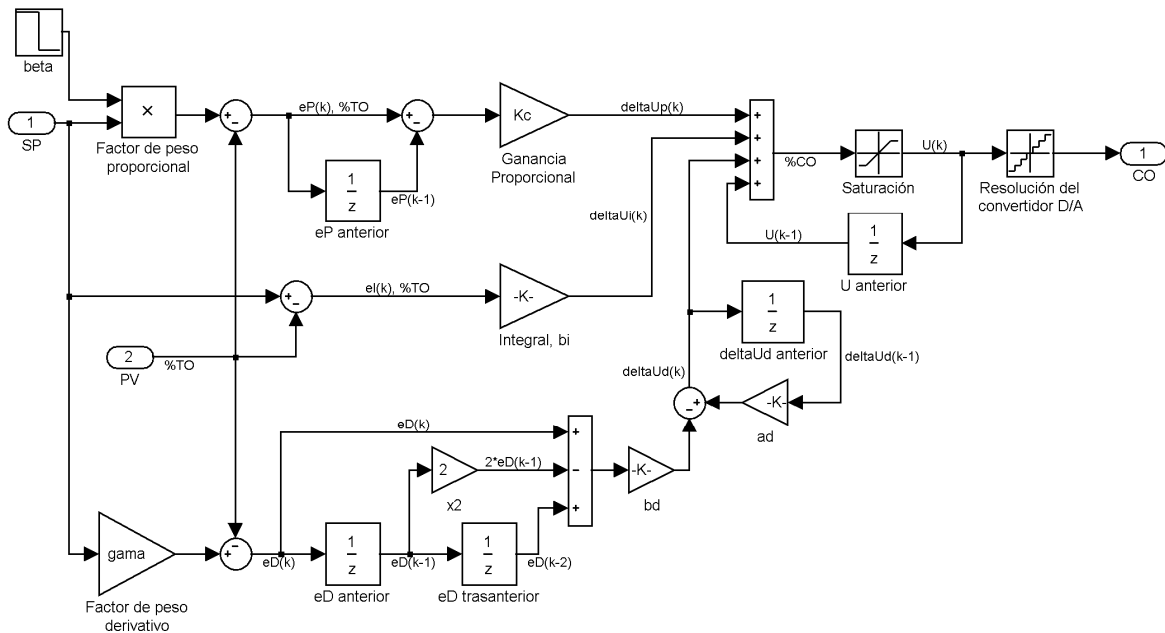 beta
1
SP
×
Factor de peso
proporcional
+
−
eP(k), %TO
+
−
1
z
eP(k-1)
eP anterior
Kc
Ganancia
Proporcional
deltaUp(k)
deltaUi(k)
+
+
+
+
%CO
Saturación
U(k)
Resolución del
convertidor D/A
1
CO
U(k-1)
1
z
U anterior
+
−
eI(k), %TO
-K-
Integral, bi
2
PV
%TO
1
z
deltaUd anterior
deltaUd(k-1)
deltaUd(k)
−
+
-K-
ad
eD(k)
2
x2
2*eD(k-1)
+
−
+
-K-
bd
gama
Factor de peso
derivativo
−
+
eD(k)
1
z
eD anterior
eD(k-1)
1
z
eD trasanterior
eD(k-2)